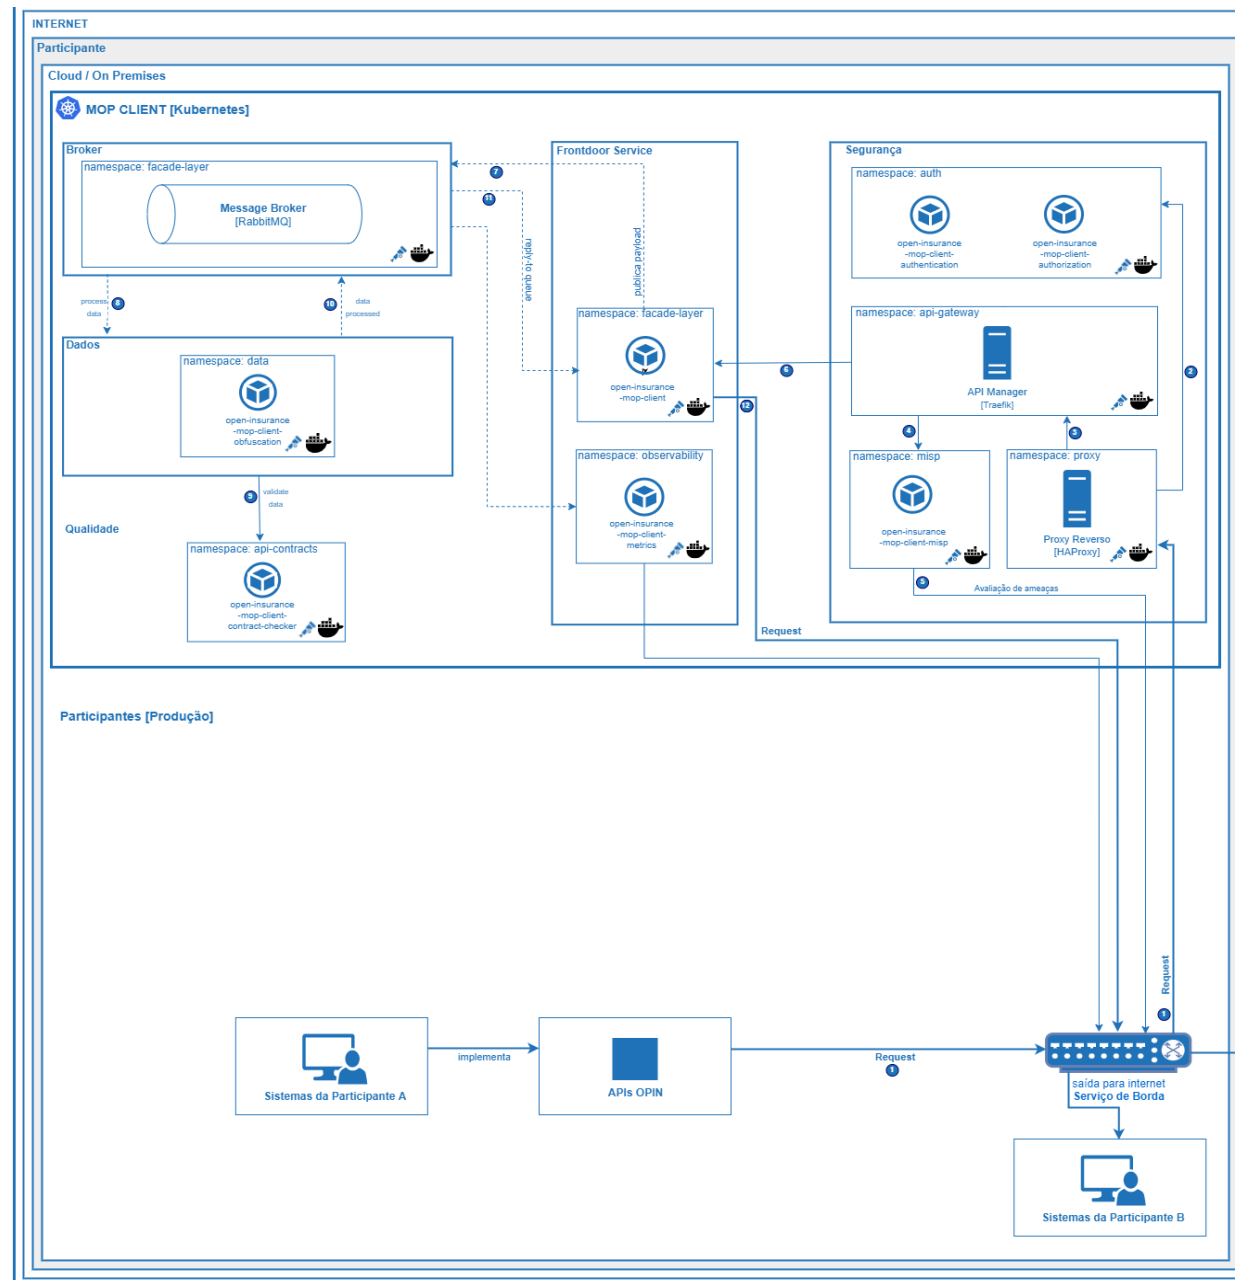 INTERNET
Participante
Cloud / On Premises
MOP CLIENT [Kubernetes]
Broker
namespace: facade-layer
Message Broker
[RabbitMQ]
7
11
reply-to queue
publica payload
process
data
8
10
data
processed
Dados
namespace: data
open-insurance
-mop-client-
obfuscation
9
validate
data
Qualidade
namespace: api-contracts
open-insurance
-mop-client-
contract-checker
Frontdoor Service
namespace: facade-layer
open-insurance
-mop-client
12
namespace: observability
open-insurance
-mop-client-
metrics
Segurança
namespace: auth
open-insurance
-mop-client-
authentication
open-insurance
-mop-client-
authorization
namespace: api-gateway
API Manager
[Traefik]
6
2
4
3
namespace: misp
open-insurance
-mop-client-misp
namespace: proxy
Proxy Reverso
[HAProxy]
5
Avaliação de ameaças
Request
Participantes [Produção]
Request
1
Sistemas da Participante A
implementa
APIs OPIN
Request
1
saída para internet
Serviço de Borda
Sistemas da Participante B